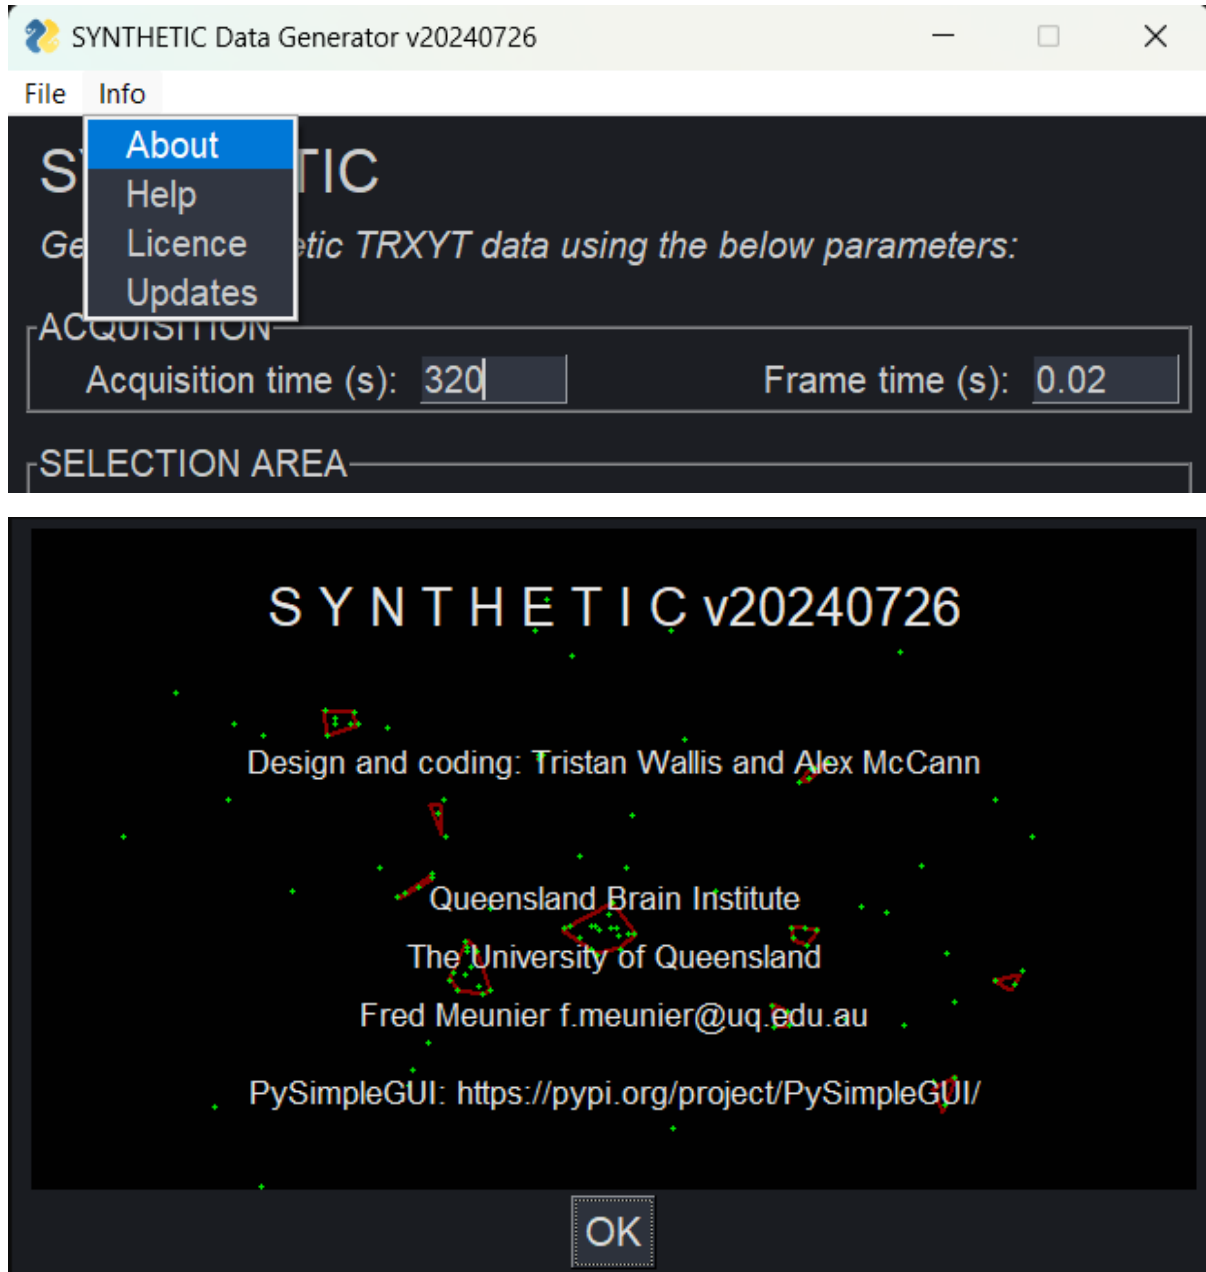 SYNTHETIC Data Generator v20240726
File Info
About
Help
Licence
Updates
S TIC
Ge etic TRXYT data using the below parameters:
ACQUISITION
Acquisition time (s): 320 Frame time (s): 0.02
SELECTION AREA
S Y N T H E T I C v20240726
Design and coding: Tristan Wallis and Alex McCann
Queensland Brain Institute
The University of Queensland
Fred Meunier f.meunier@uq.edu.au
PySimpleGUI: https://pypi.org/project/PySimpleGUI/
OK